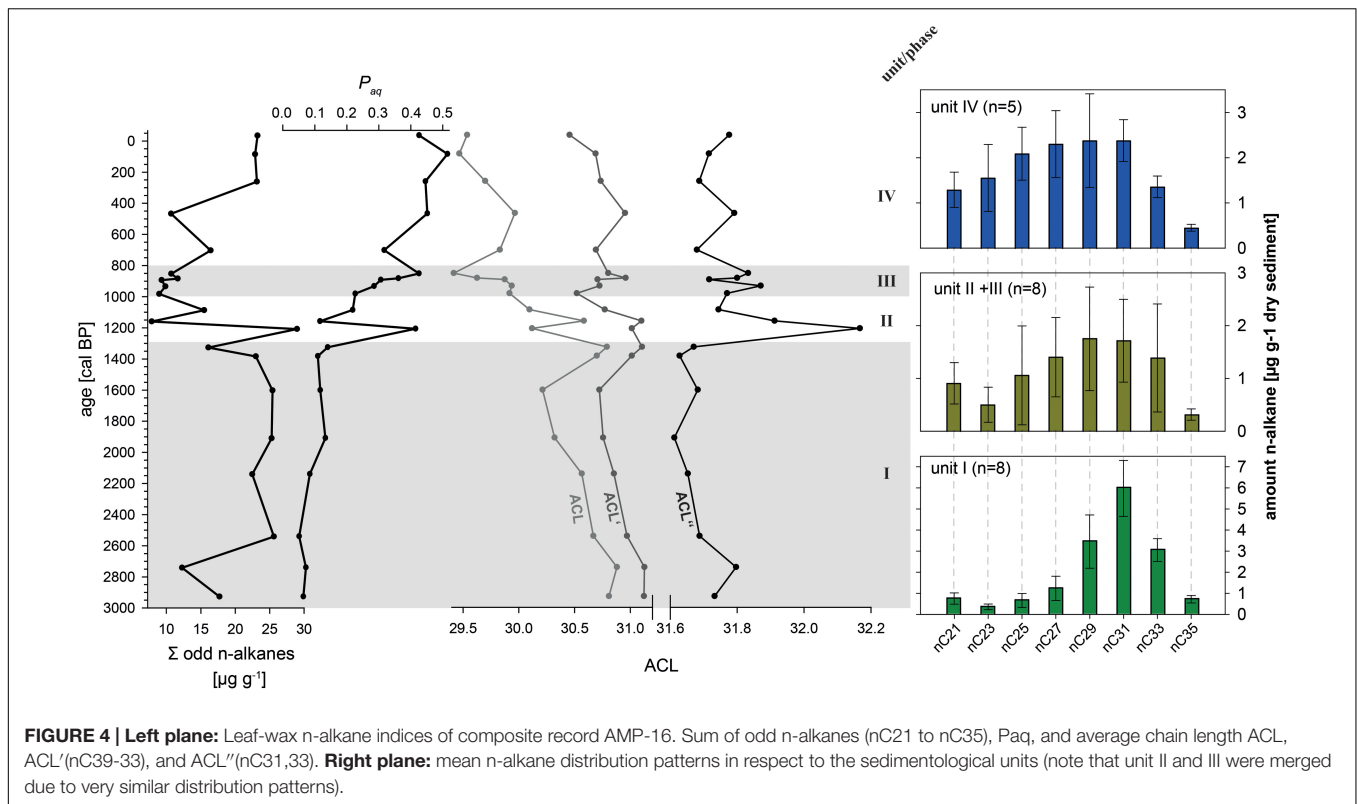 unit/phase
P aq
0.0 0.1 0.2 0.3 0.4 0.5
0
200
400
600
800
1000
1200
1400
1600
1800
2000
2200
2400
2600
2800
3000
age [cal BP]
10 15 20 25 30
Σ odd n-alkanes
[µg g-1]
ACL
ACL‘
ACL“
29.5 30.0 30.5 31.0 31.6 31.8 32.0 32.2
ACL
IV
III
II
I
unit IV (n=5)
3
2
1
0
unit II +III (n=8)
3
2
1
0
unit I (n=8)
7
6
5
4
3
2
1
0
amount n-alkane [µg g-1 dry sediment]
nC21 nC23 nC25 nC27 nC29 nC31 nC33 nC35
FIGURE 4 | Left plane: Leaf-wax n-alkane indices of composite record AMP-16. Sum of odd n-alkanes (nC21 to nC35), Paq, and average chain length ACL,
ACL′(nC39-33), and ACL″(nC31,33). Right plane: mean n-alkane distribution patterns in respect to the sedimentological units (note that unit II and III were merged
due to very similar distribution patterns).